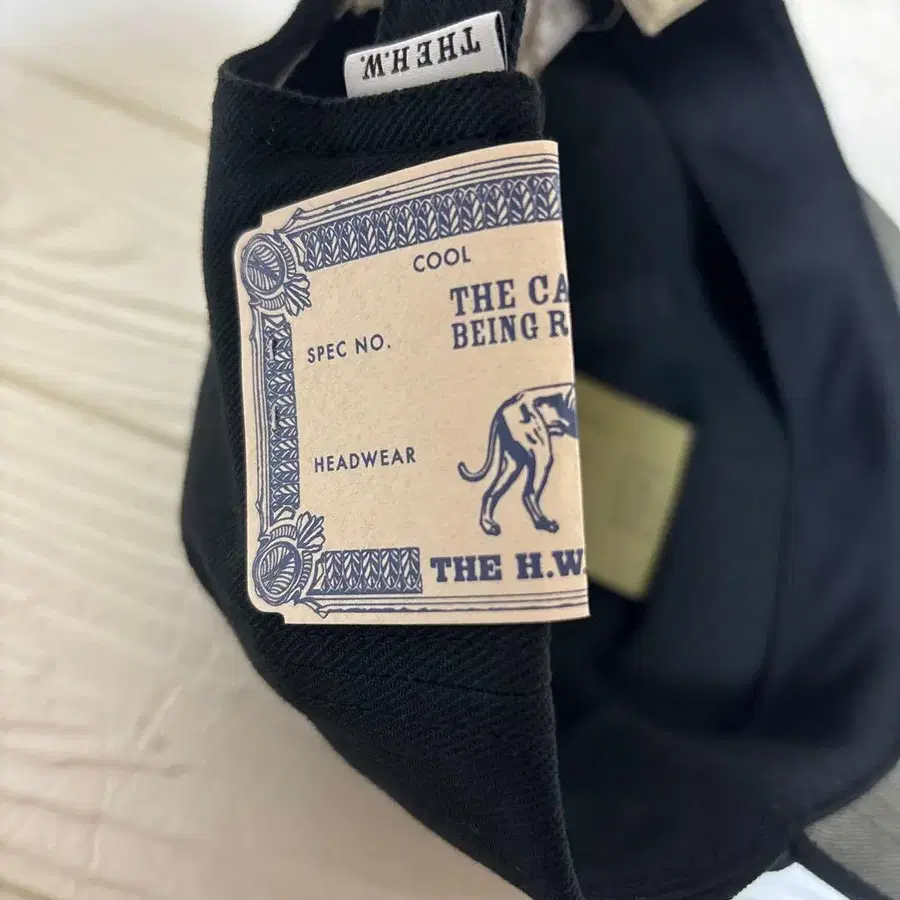 THE H.W.
COOL
THE CA
BEING R
SPEC NO.
HEADWEAR
THE H.W.